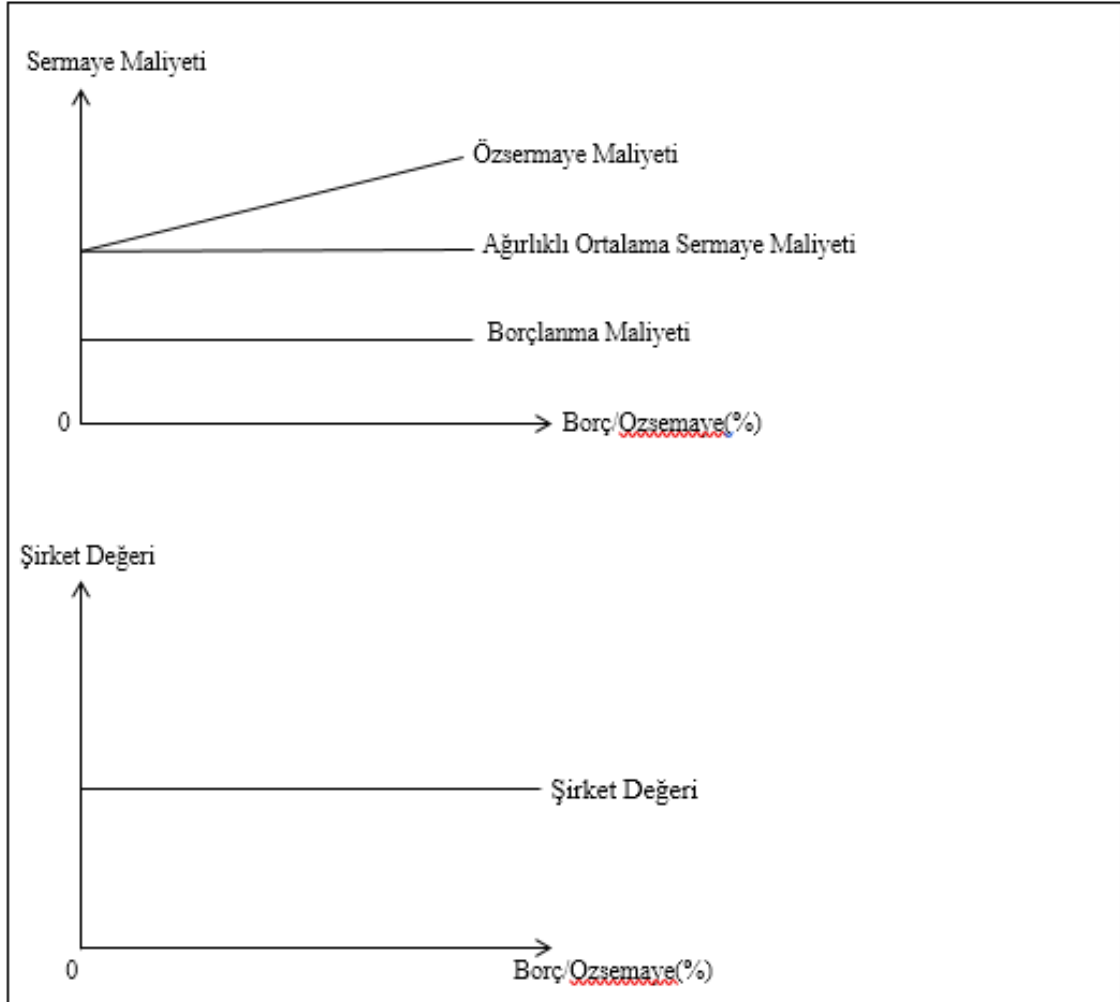 Sermaye Maliyeti
Özsermaye Maliyeti
Ağırlıklı Ortalama Sermaye Maliyeti
Borçlanma Maliyeti
0
Borç/Ozsemaye(%)
Şirket Değeri
Şirket Değeri
0
Borç/Ozsemaye(%)